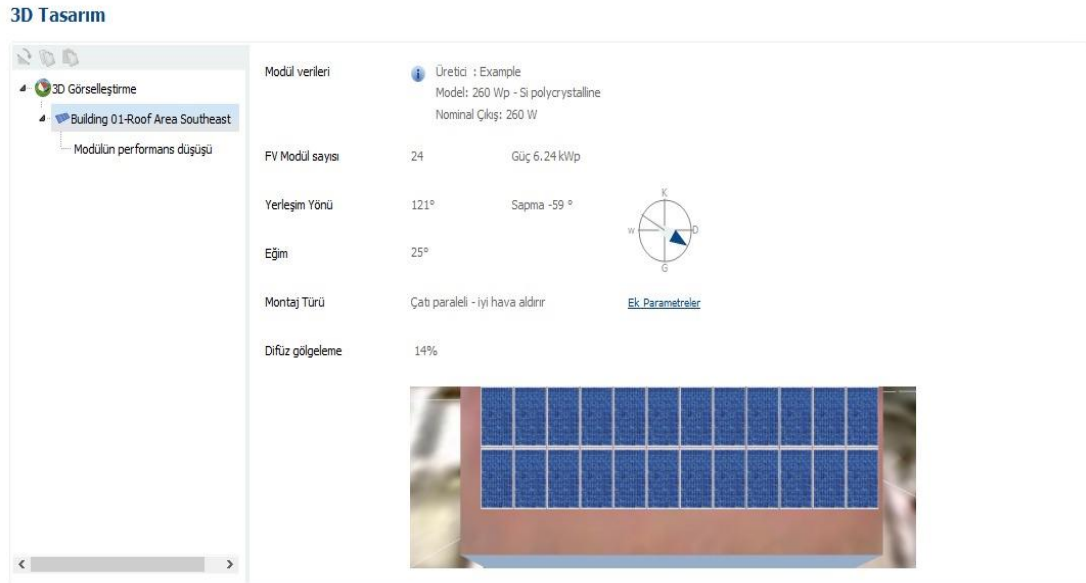 3D Tasarım
3D Görselleştirme
Building 01-Roof Area Southeast
Modülün performans düşüşü
Modül verileri
Üretici : Example
Model: 260 Wp - Si polycrystalline
Nominal Çıkış: 260 W
FV Modül sayısı 24 Güç 6.24 kWp
Yerleşim Yönü 121° Sapma -59 °
K
W D
G
Eğim 25°
Montaj Türü Çatı paraleli - iyi hava aldırır Ek Parametreler
Difüz gölgeleme 14%